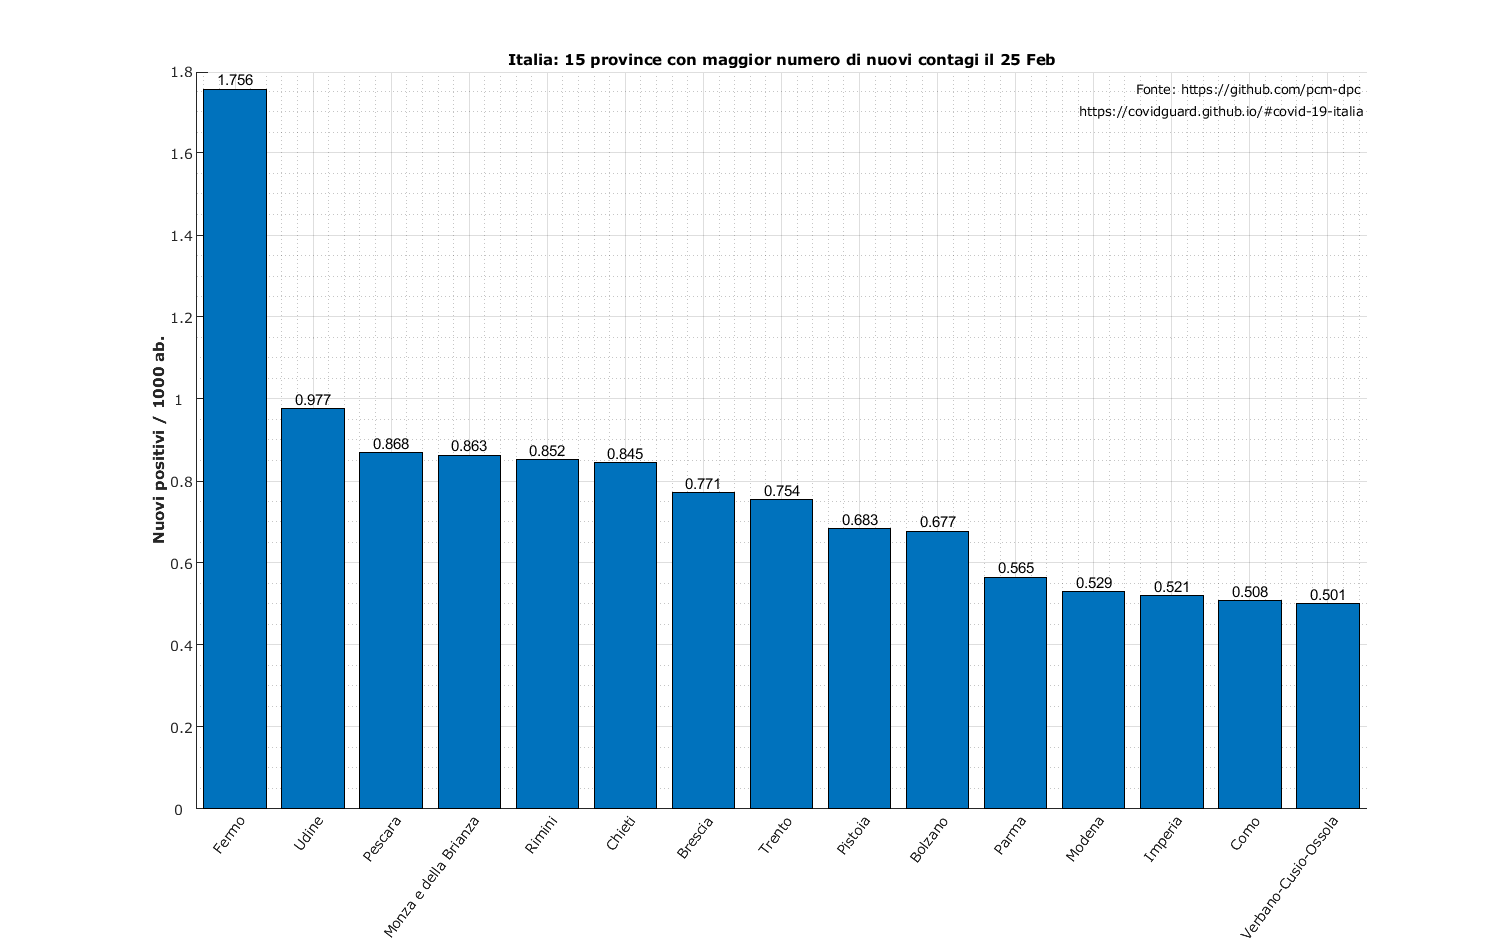 Italia: 15 province con maggior numero di nuovi contagi il 25 Feb
Fonte: https://github.com/pcm-dpc
https://covidguard.github.io/#covid-19-italia
Nuovi positivi / 1000 ab.
1.8
1.6
1.4
1.2
1
0.8
0.6
0.4
0.2
0
1.756
0.977
0.868
0.863
0.852
0.845
0.771
0.754
0.683
0.677
0.565
0.529
0.521
0.508
0.501
Fermo
Udine
Pescara
Monza e della Brianza
Rimini
Chieti
Brescia
Trento
Pistoia
Bolzano
Parma
Modena
Imperia
Como
Verbano-Cusio-Ossola